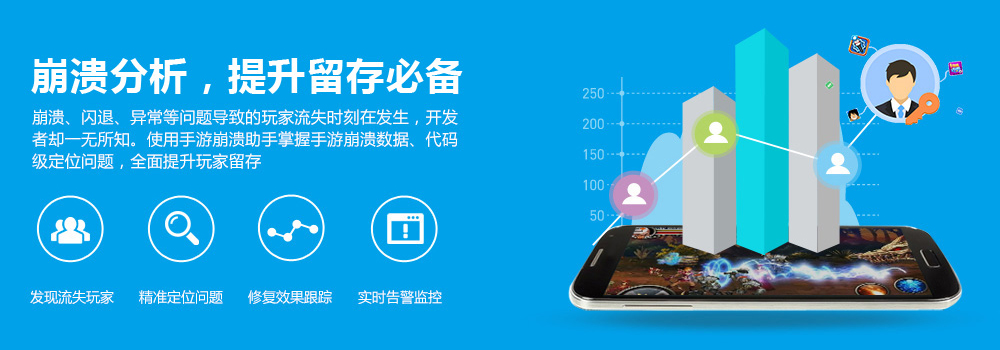 崩溃分析，提升留存必备
崩溃、闪退、异常等问题导致的玩家流失时刻在发生，开发
者却一无所知。使用手游崩溃助手掌握手游崩溃数据、代码
级定位问题，全面提升玩家留存
发现流失玩家
精准定位问题
修复效果跟踪
实时告警监控
250
200
150
100
50